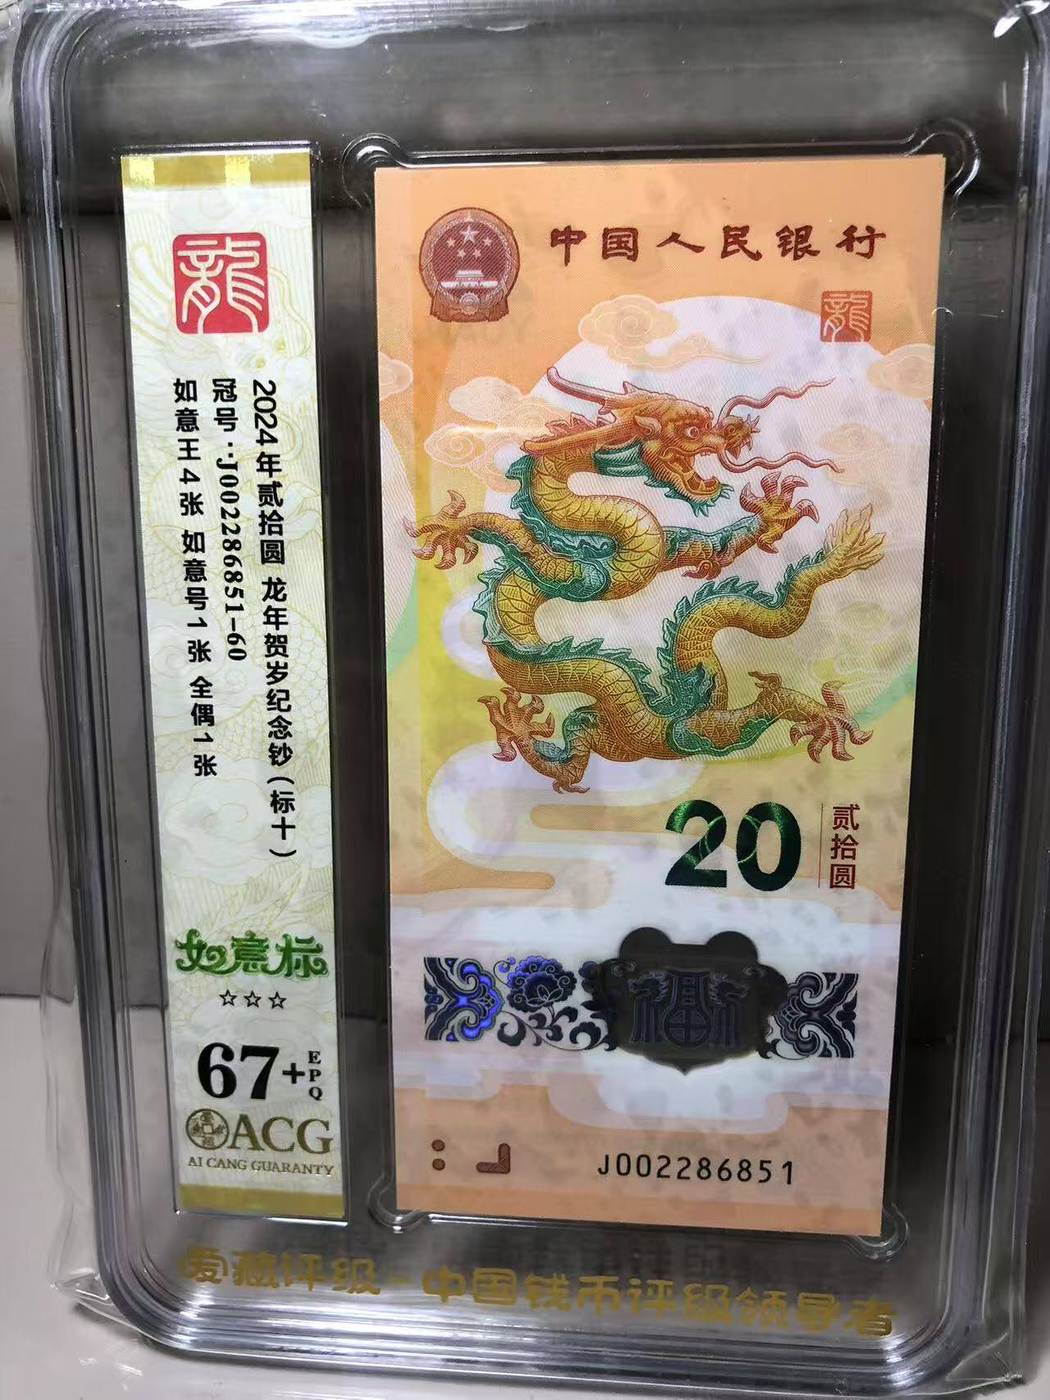 龍
2024年贰拾圆 龙年贺岁纪念钞(标十)
冠号:J002286851-60
如意王4张 如意号1张 全偶1张
如意标
☆☆☆
67+EPQ
ACG
AI CANG GUARANTY
中国人民银行
龍
20
贰拾圆
福
J002286851
爱藏评级-中国钱币评级领导者